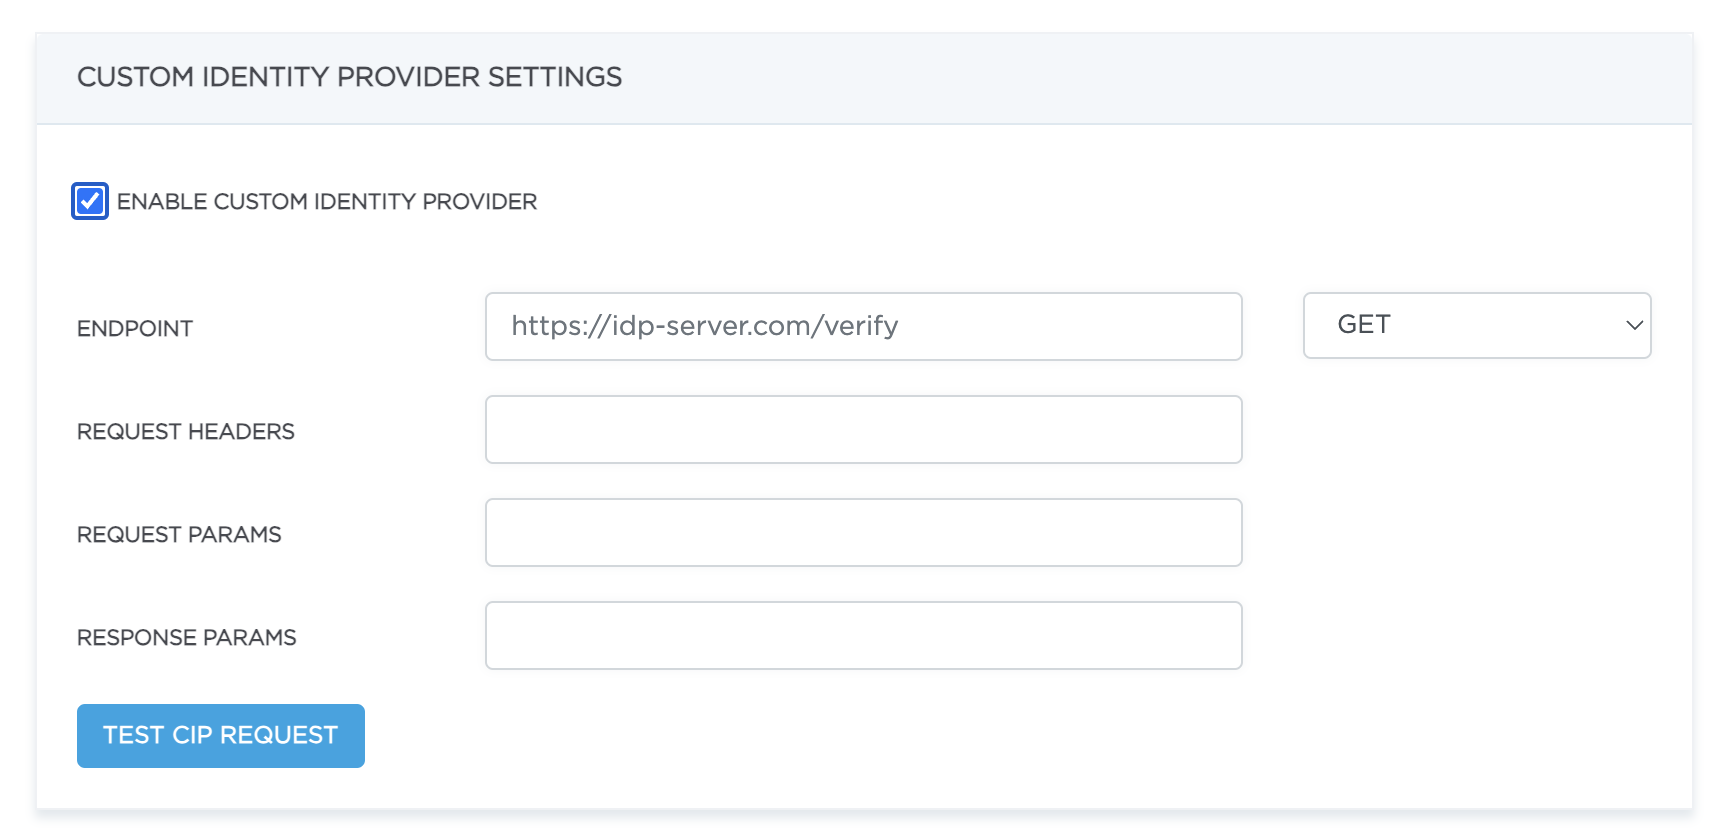 CUSTOM IDENTITY PROVIDER SETTINGS
ENABLE CUSTOM IDENTITY PROVIDER
ENDPOINT
https://idp-server.com/verify
GET
REQUEST HEADERS
REQUEST PARAMS
RESPONSE PARAMS
TEST CIP REQUEST